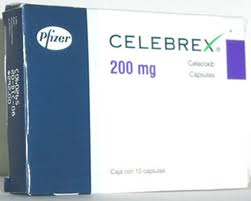 Pfizer
CELEBREX®
200 mg
Celecoxib
Cápsulas
Caja con 10 cápsulas